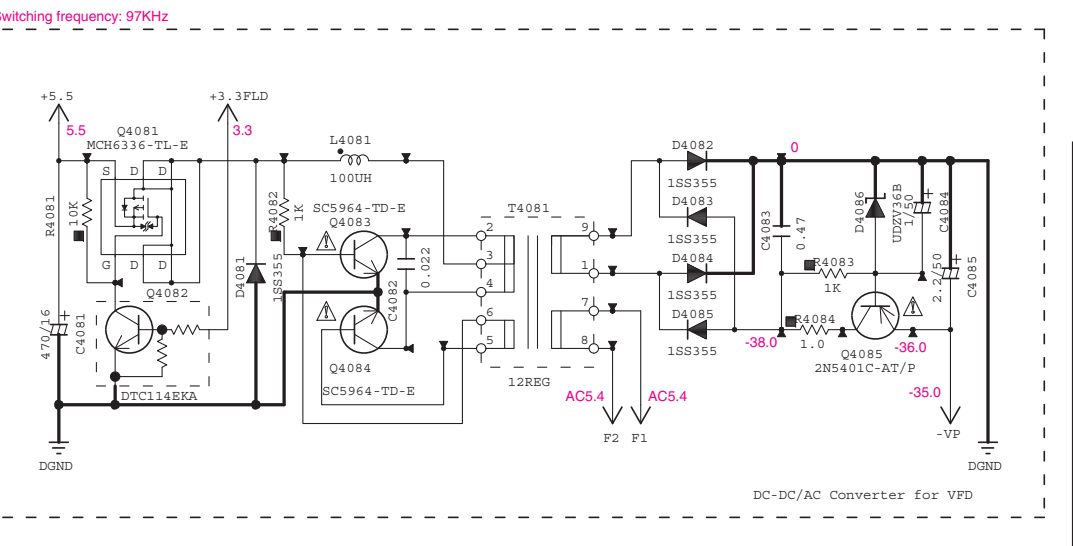 Switching frequency: 97KHz
+5.5
5.5
+3.3FLD
3.3
Q4081
MCH6336-TL-E
S D D
G D D
R4081
10K
Q4082
DTC114EKA
470/16
C4081
DGND
D4081
1SS355
R4082
1K
L4081
100UH
SC5964-TD-E
Q4083
C4082
0.022
Q4084
SC5964-TD-E
T4081
2
3
4
6
5
9
1
7
8
12REG
AC5.4
AC5.4
F2 F1
D4082
1SS355
D4083
1SS355
D4084
1SS355
D4085
1SS355
0
C4083
0.47
R4083
1K
R4084
1.0
-38.0
D4086
UDZV36B
1/50
C4084
2.2/50
C4085
Q4085
2N5401C-AT/P
-36.0
-35.0
-VP
DGND
DC-DC/AC Converter for VFD